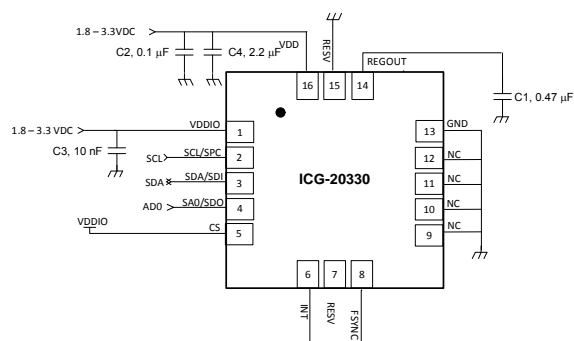 1.8 – 3.3VDC
C2, 0.1 µF
C4, 2.2 µF
VDD
RESV
REGOUT
16
15
14
C1, 0.47 µF
1.8 – 3.3 VDC
C3, 10 nF
VDDIO
1
SCL
SCL/SPC
2
SDA
SDA/SDI
3
AD0
SA0/SDO
4
VDDIO
CS
5
ICG-20330
13
GND
12
NC
11
NC
10
NC
9
NC
6
7
8
INT
RESV
FSYNC